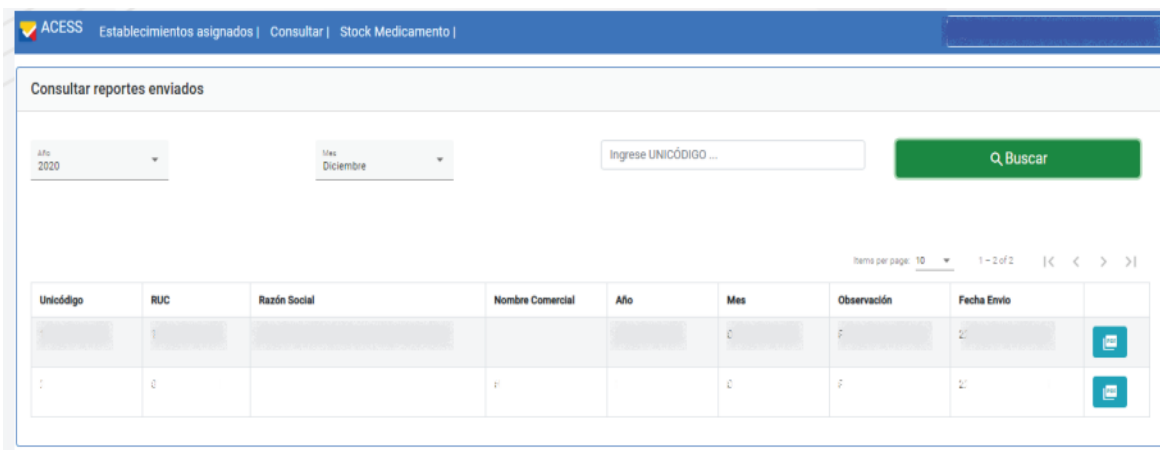 ACESS Establecimientos asignados | Consultar | Stock Medicamento |
Consultar reportes enviados
Año
2020
Mes
Diciembre
Ingrese UNICÓDIGO ...
Buscar
Items per page: 10 1 – 2 of 2
Unicódigo RUC Razón Social Nombre Comercial Año Mes Observación Fecha Envio